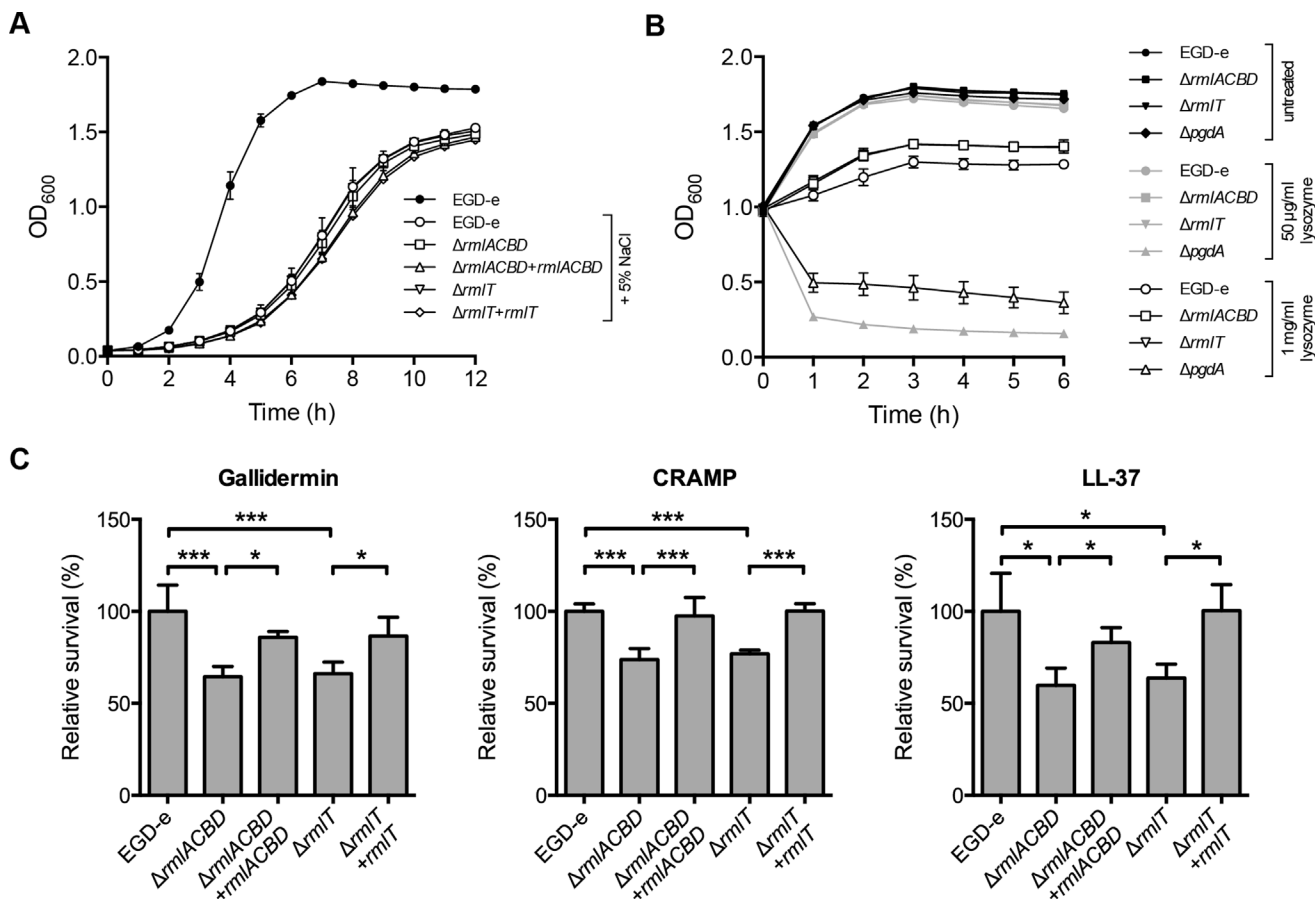 A
OD600
2.0
1.5
1.0
0.5
0.0
0
2
4
6
8
10
12
Time (h)
EGD-e
EGD-e
ΔrmlACBD
ΔrmlACBD+rmlACBD
ΔrmlT
ΔrmlT+rmlT
+ 5% NaCl
B
OD600
2.0
1.5
1.0
0.5
0.0
0
1
2
3
4
5
6
Time (h)
EGD-e
ΔrmlACBD
ΔrmlT
ΔpgdA
untreated
EGD-e
ΔrmlACBD
ΔrmlT
ΔpgdA
50 µg/ml
lysozyme
EGD-e
ΔrmlACBD
ΔrmlT
ΔpgdA
1 mg/ml
lysozyme
C
Gallidermin
Relative survival (%)
150
100
50
0
***
***
*
*
EGD-e
ΔrmlACBD
ΔrmlACBD
+rmlACBD
ΔrmlT
ΔrmlT
+rmlT
CRAMP
Relative survival (%)
150
100
50
0
***
***
***
***
EGD-e
ΔrmlACBD
ΔrmlACBD
+rmlACBD
ΔrmlT
ΔrmlT
+rmlT
LL-37
Relative survival (%)
150
100
50
0
*
*
*
*
EGD-e
ΔrmlACBD
ΔrmlACBD
+rmlACBD
ΔrmlT
ΔrmlT
+rmlT